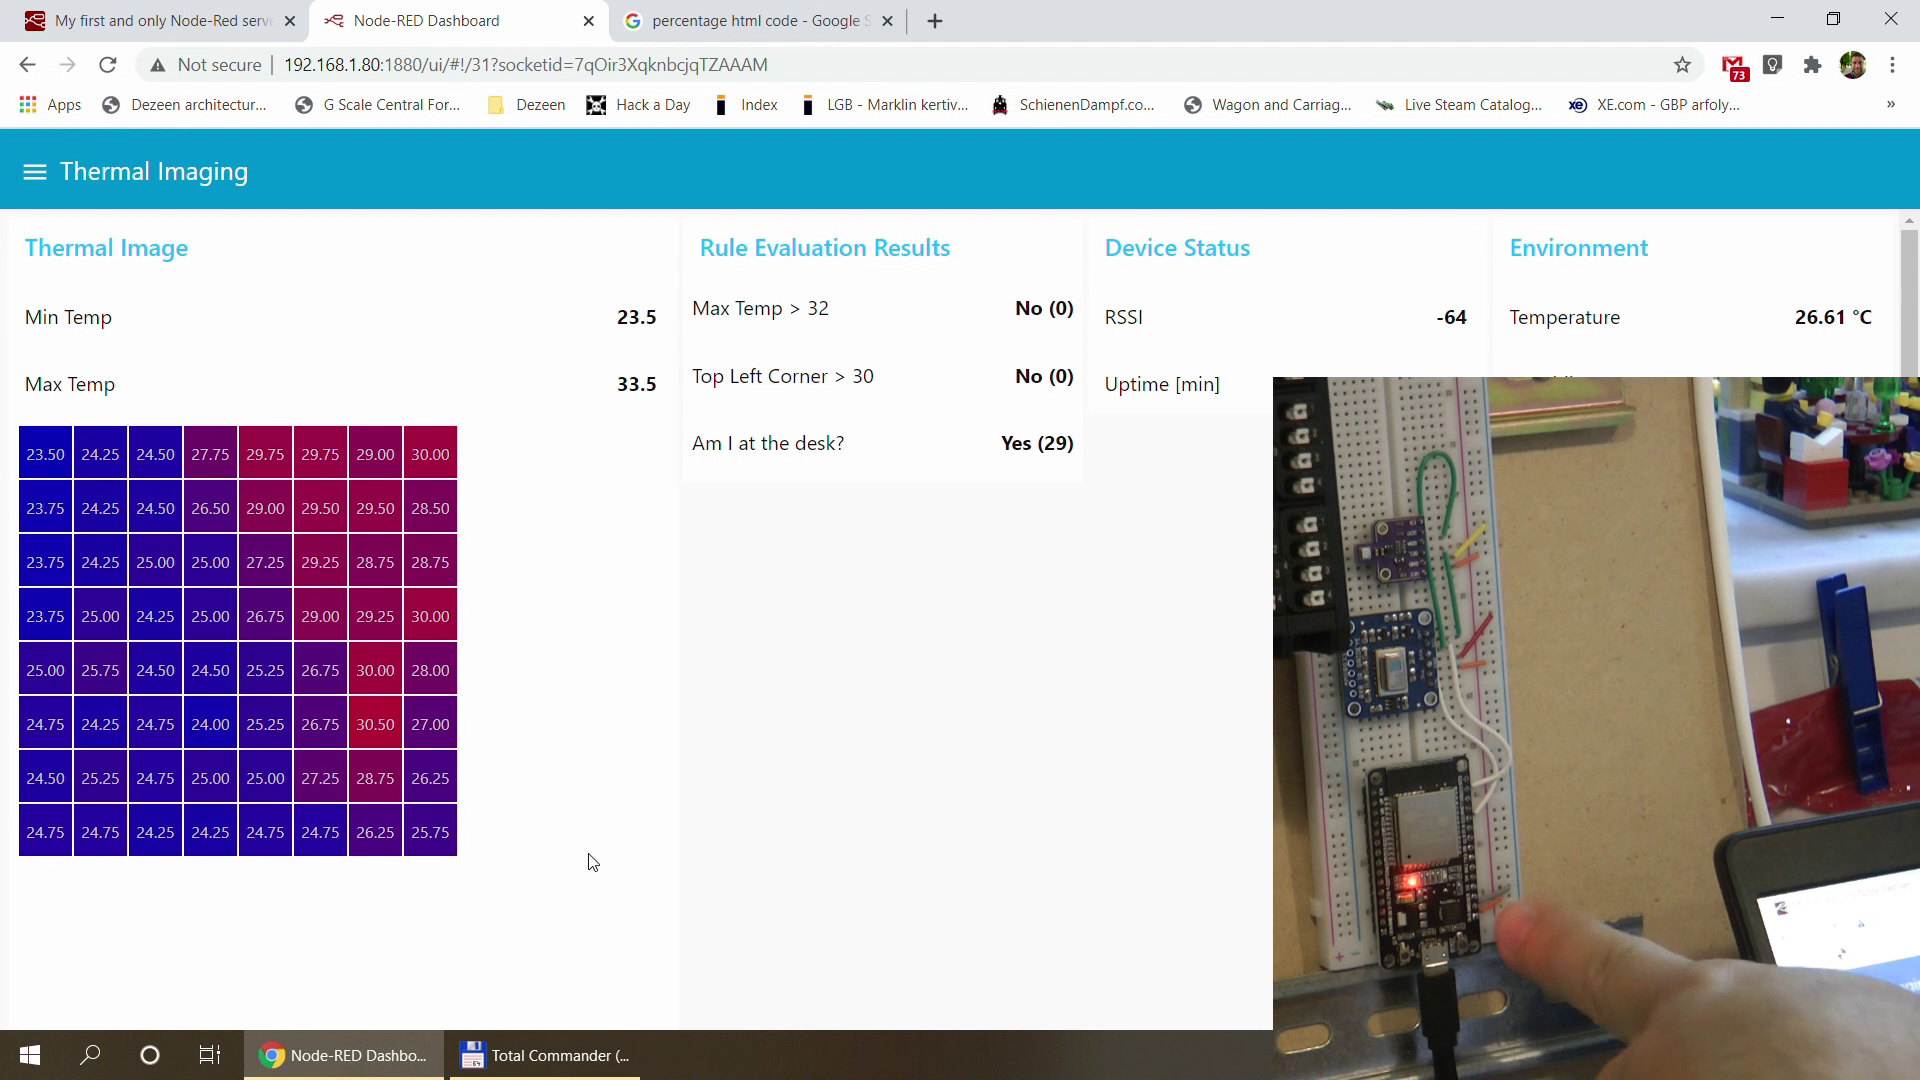 My first and only Node-Red serve
Node-RED Dashboard
percentage html code - Google S
Not secure
192.168.1.80:1880/ui/#!/31?socketid=7qOir3XqknbcjqTZAAAM
73
Apps
Dezeen architectur...
G Scale Central For...
Dezeen
Hack a Day
Index
LGB - Marklin kertiv...
SchienenDampf.co...
Wagon and Carriag...
Live Steam Catalog...
XE.com - GBP arfoly...
»
Thermal Imaging
Thermal Image
Min Temp 23.5
Max Temp 33.5
23.50 24.25 24.50 27.75 29.75 29.75 29.00 30.00
23.75 24.25 24.50 26.50 29.00 29.50 29.50 28.50
23.75 24.25 25.00 25.00 27.25 29.25 28.75 28.75
23.75 25.00 24.25 25.00 26.75 29.00 29.25 30.00
25.00 25.75 24.50 24.50 25.25 26.75 30.00 28.00
24.75 24.25 24.75 24.00 25.25 26.75 30.50 27.00
24.50 25.25 24.75 25.00 25.00 27.25 28.75 26.25
24.75 24.75 24.25 24.25 24.75 24.75 26.25 25.75
Rule Evaluation Results
Max Temp > 32 No (0)
Top Left Corner > 30 No (0)
Am I at the desk? Yes (29)
Device Status
RSSI -64
Uptime [min]
Environment
Temperature 26.61 °C
Node-RED Dashbo...
Total Commander (...